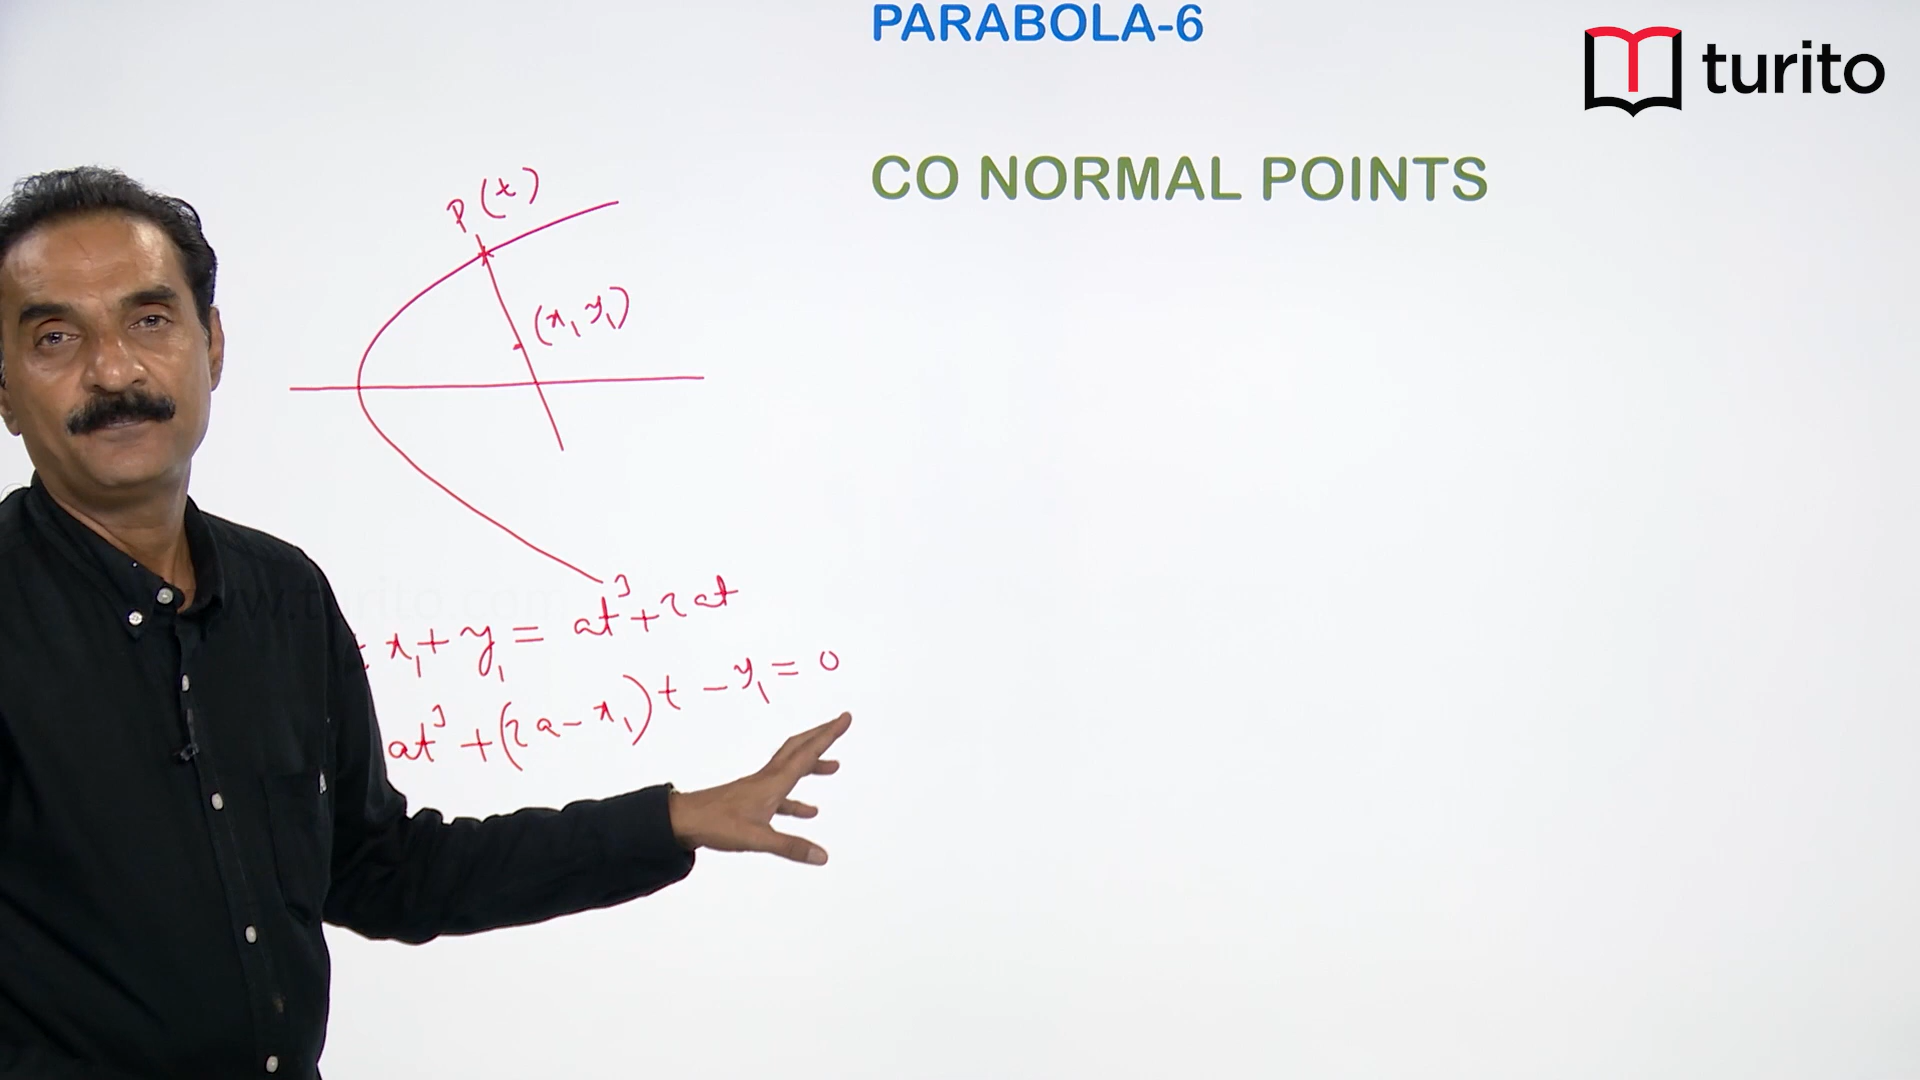 PARABOLA-6
turito
CO NORMAL POINTS
P(t)
(x₁ y₁)
x₁ + y₁ = at³ + 2at
at³ + (2a - x₁)t - y₁ = 0